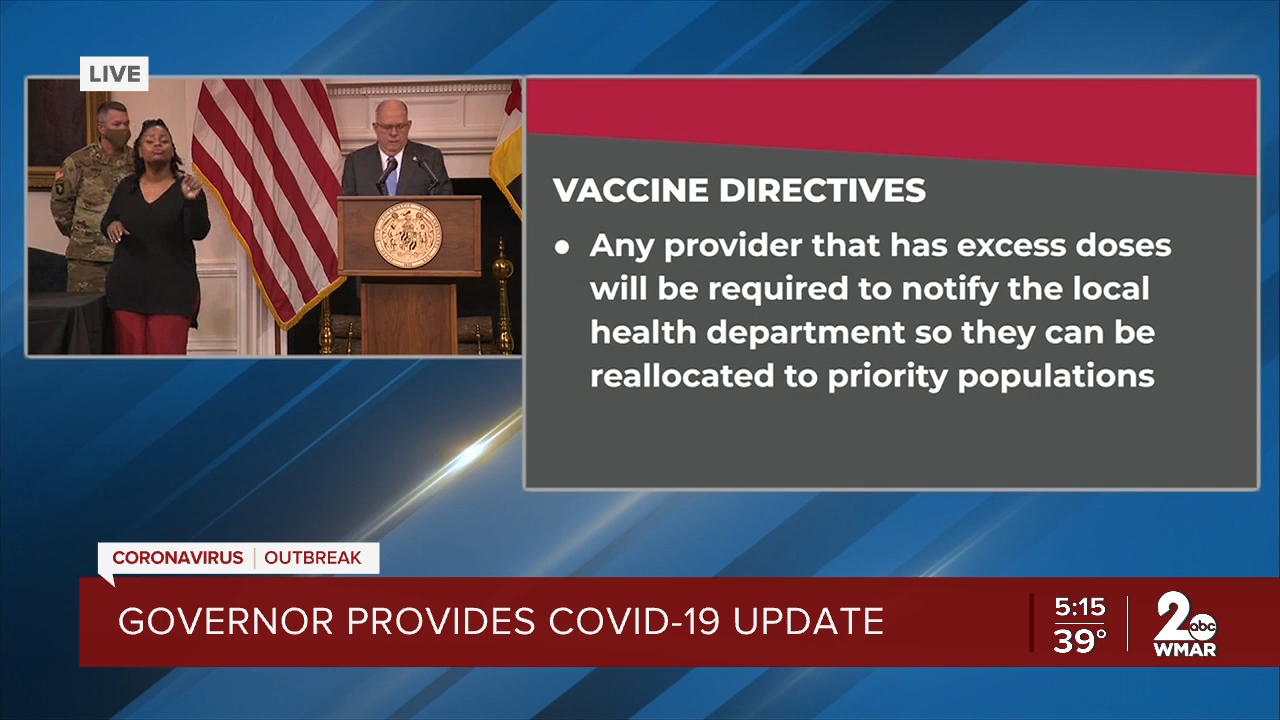 LIVE
VACCINE DIRECTIVES
● Any provider that has excess doses
will be required to notify the local
health department so they can be
reallocated to priority populations
CORONAVIRUS | OUTBREAK
GOVERNOR PROVIDES COVID-19 UPDATE
5:15
39°
2 abc
WMAR